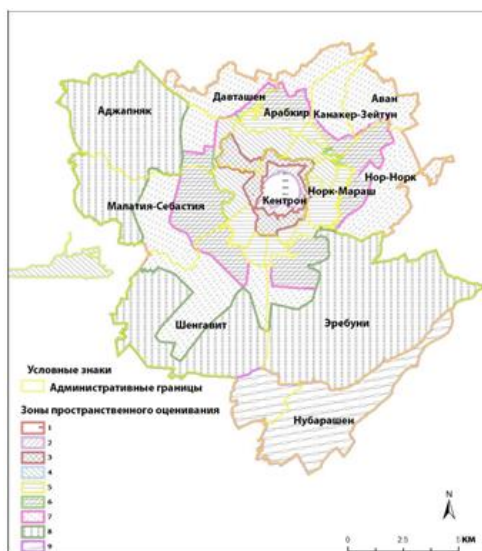 Давташен
Аван
Аджапняк
Арабкир
Канакер-Зейтун
Нор-Норк
Кентрон
Норк-Мараш
Малатия-Себастия
Шенгавит
Эребуни
Нубарашен
Условные знаки
Административные границы
Зоны пространственного оценивания
1
2
3
4
5
6
7
8
9
N
0 2.5 5 КМ